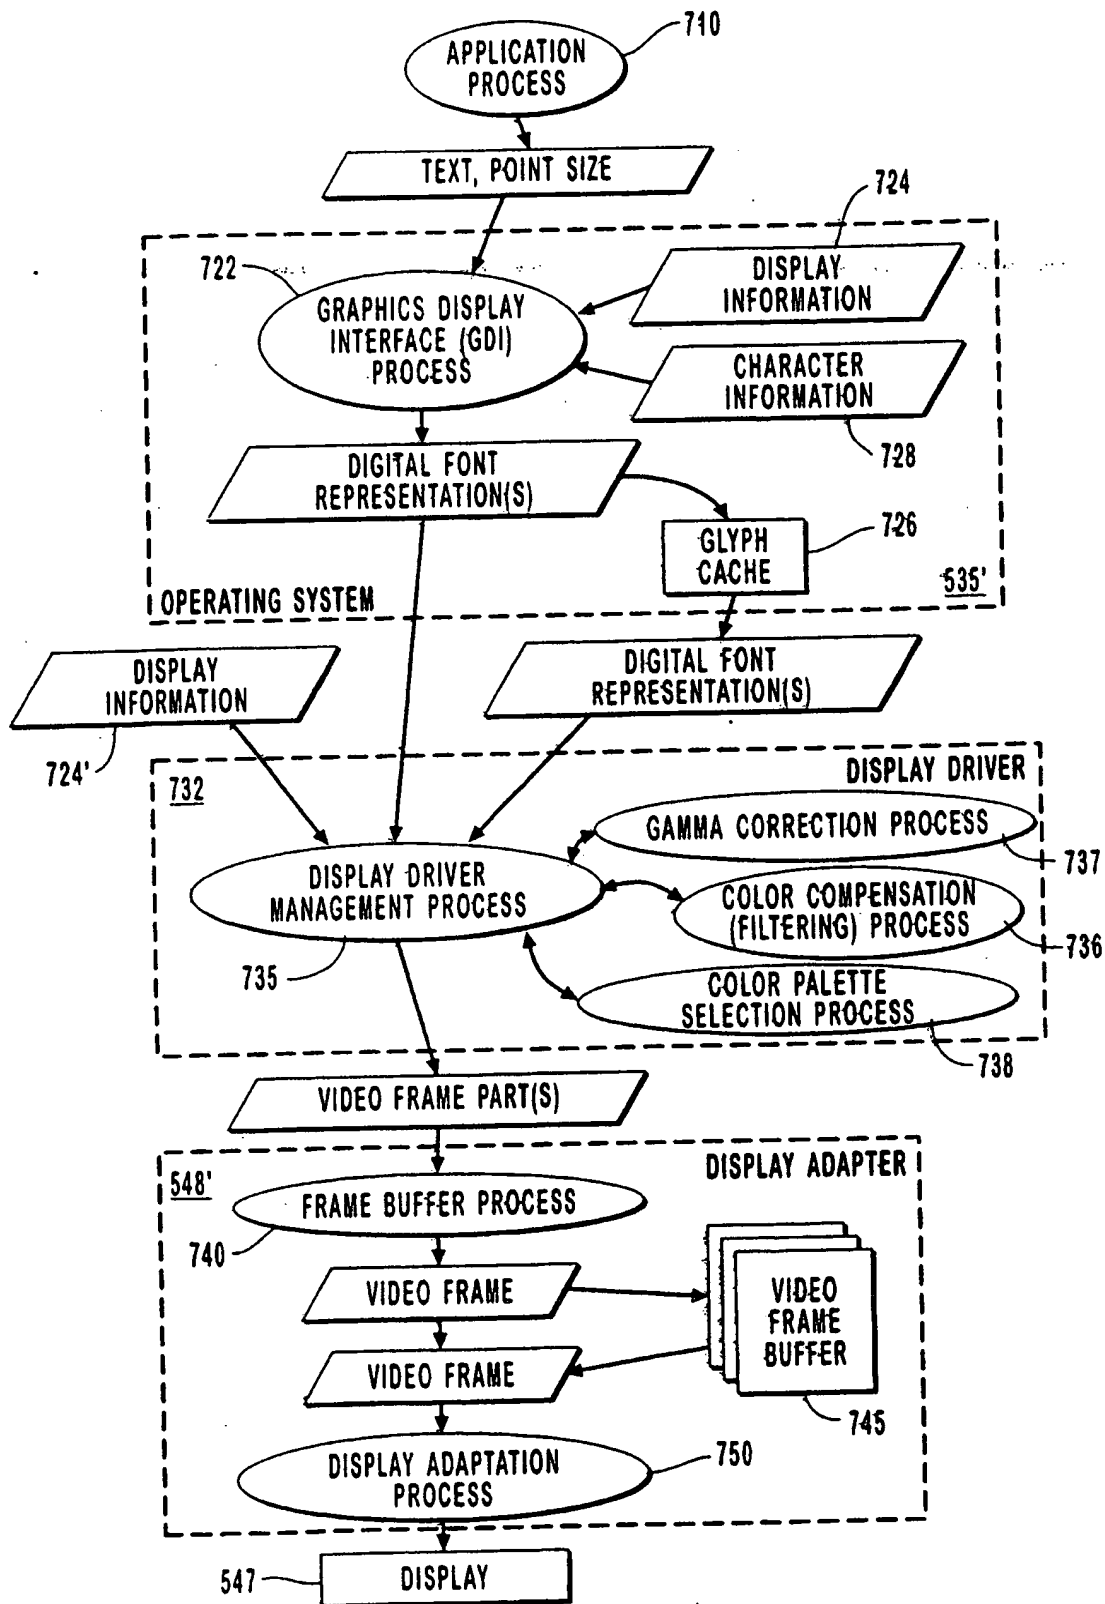 710
APPLICATION
PROCESS
TEXT, POINT SIZE
724
722
DISPLAY
INFORMATION
GRAPHICS DISPLAY
INTERFACE (GDI)
PROCESS
CHARACTER
INFORMATION
728
DIGITAL FONT
REPRESENTATION(S)
726
GLYPH
CACHE
535'
OPERATING SYSTEM
DISPLAY
INFORMATION
DIGITAL FONT
REPRESENTATION(S)
724'
732
DISPLAY DRIVER
GAMMA CORRECTION PROCESS
737
DISPLAY DRIVER
MANAGEMENT PROCESS
COLOR COMPENSATION
(FILTERING) PROCESS
736
735
COLOR PALETTE
SELECTION PROCESS
738
VIDEO FRAME PART(S)
548'
DISPLAY ADAPTER
FRAME BUFFER PROCESS
740
VIDEO FRAME
VIDEO
FRAME
BUFFER
VIDEO FRAME
745
750
DISPLAY ADAPTATION
PROCESS
547
DISPLAY